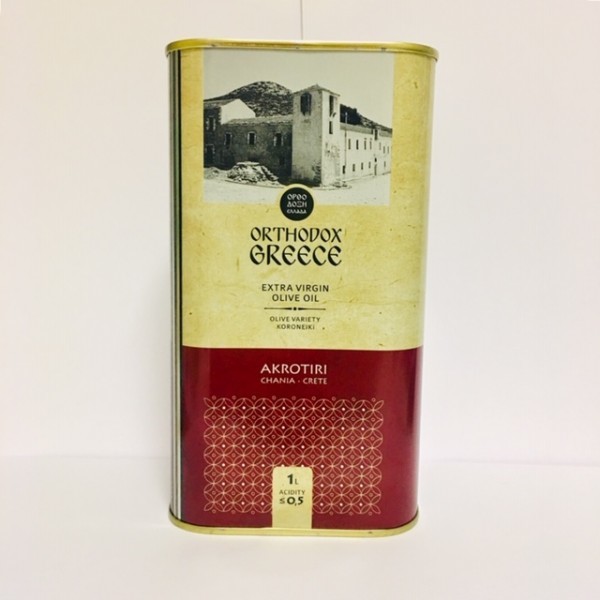 ΟΡΘΟ
ΔΟΞΗ
ΕΛΛΑΔΑ
ORTHODOX
GREECE
EXTRA VIRGIN
OLIVE OIL
OLIVE VARIETY
KORONEIKI
AKROTIRI
CHANIA - CRETE
1L
ACIDITY
≤ 0,5